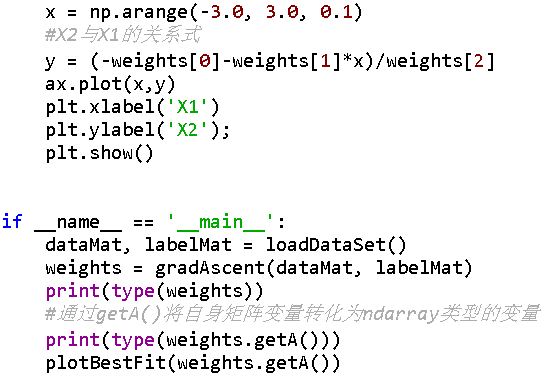 x = np.arange(-3.0, 3.0, 0.1)
#X2与X1的关系式
y = (-weights[0]-weights[1]*x)/weights[2]
ax.plot(x,y)
plt.xlabel('X1')
plt.ylabel('X2');
plt.show()
if __name__ == '__main__':
dataMat, labelMat = loadDataSet()
weights = gradAscent(dataMat, labelMat)
print(type(weights))
#通过getA()将自身矩阵变量转化为ndarray类型的变量
print(type(weights.getA()))
plotBestFit(weights.getA())